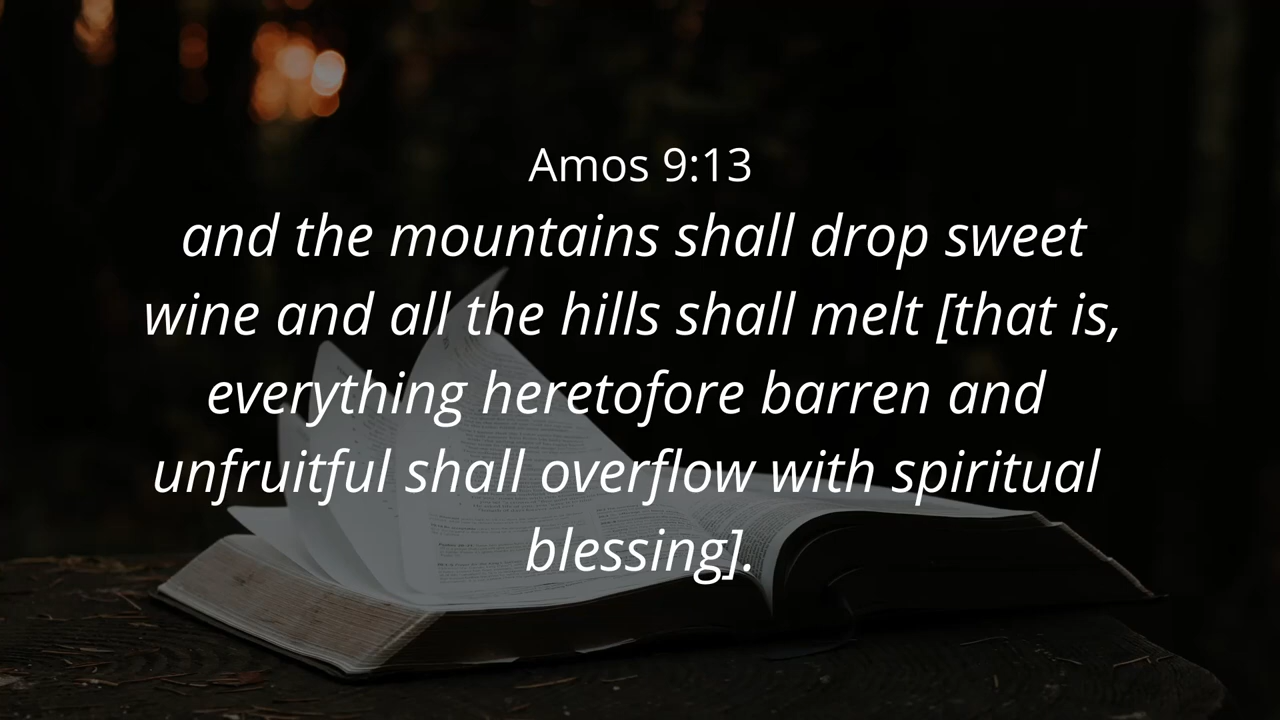 Amos 9:13
and the mountains shall drop sweet
wine and all the hills shall melt [that is,
everything heretofore barren and
unfruitful shall overflow with spiritual
blessing].